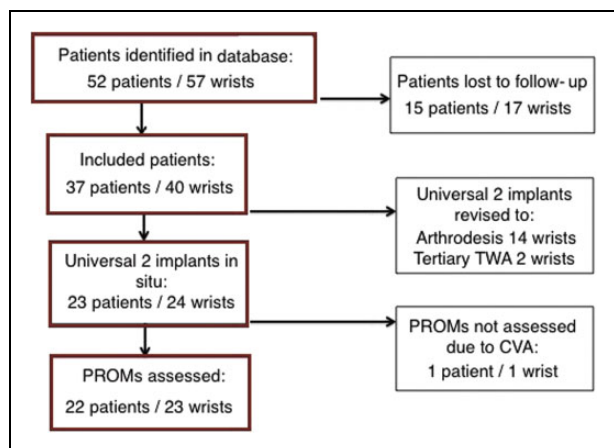 Patients identified in database:
52 patients / 57 wrists
Patients lost to follow- up
15 patients / 17 wrists
Included patients:
37 patients / 40 wrists
Universal 2 implants
revised to:
Arthrodesis 14 wrists
Tertiary TWA 2 wrists
Universal 2 implants in
situ:
23 patients / 24 wrists
PROMs not assessed
due to CVA:
1 patient / 1 wrist
PROMs assessed:
22 patients / 23 wrists